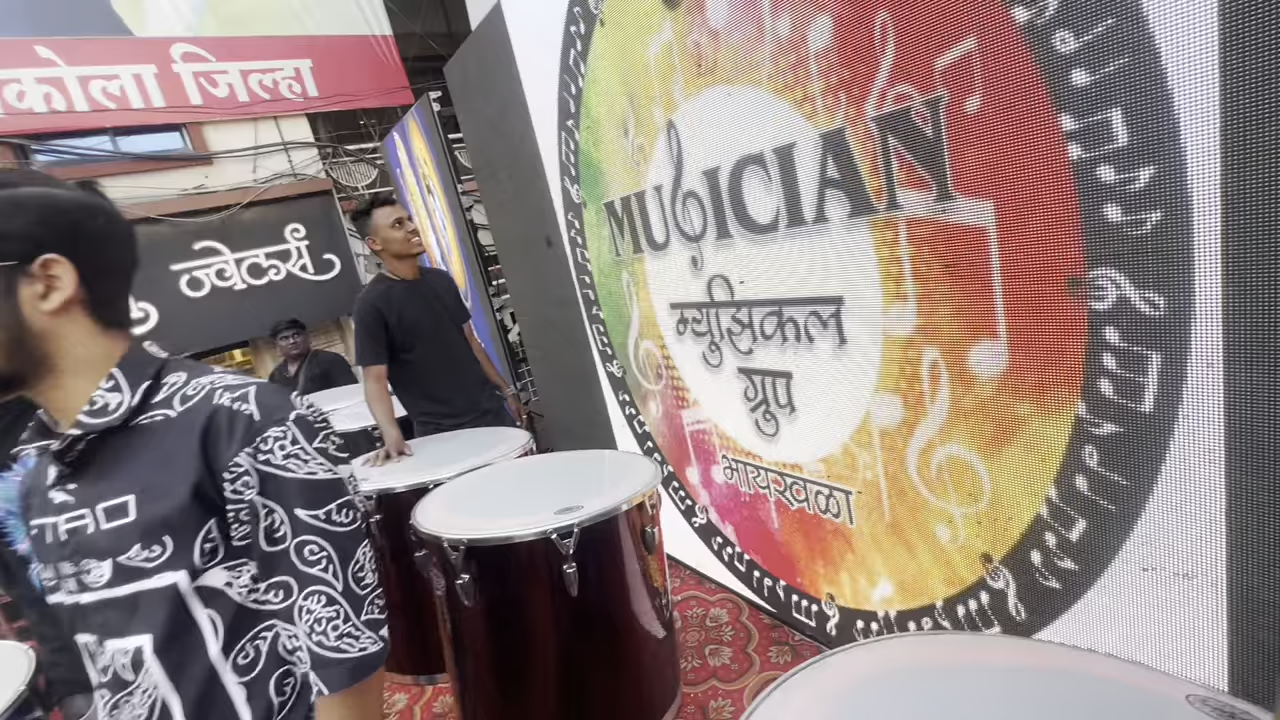 कोला जिल्हा
ज्वेलर्स
MUSICIAN
म्युझिकल
ग्रुप
भायखळा
TAO